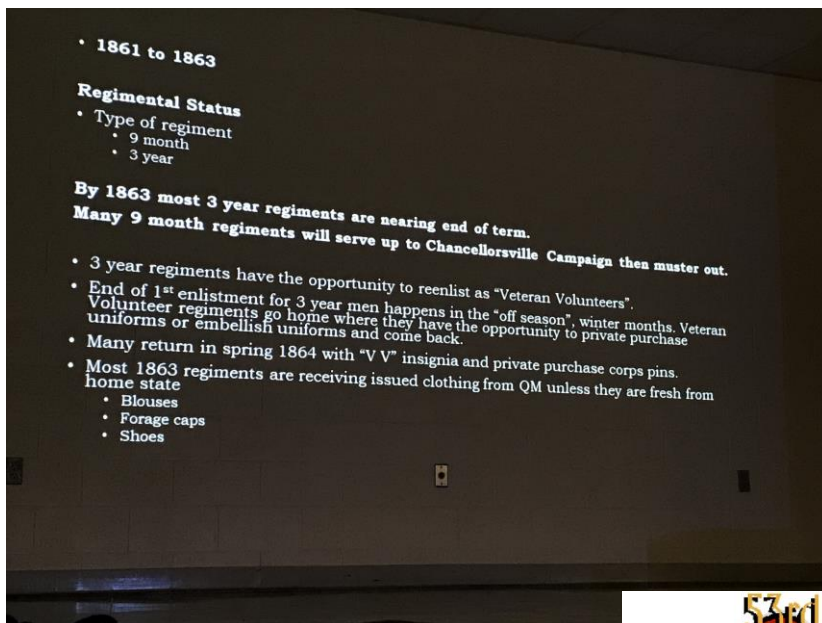 • 1861 to 1863
Regimental Status
• Type of regiment
• 9 month
• 3 year
By 1863 most 3 year regiments are nearing end of term.
Many 9 month regiments will serve up to Chancellorsville Campaign then muster out.
• 3 year regiments have the opportunity to reenlist as “Veteran Volunteers”.
• End of 1st enlistment for 3 year men happens in the “off season”, winter months. Veteran
Volunteer regiments go home where they have the opportunity to private purchase
uniforms or embellish uniforms and come back.
• Many return in spring 1864 with “V V” insignia and private purchase corps pins.
• Most 1863 regiments are receiving issued clothing from QM unless they are fresh from
home state
• Blouses
• Forage caps
• Shoes
53rd